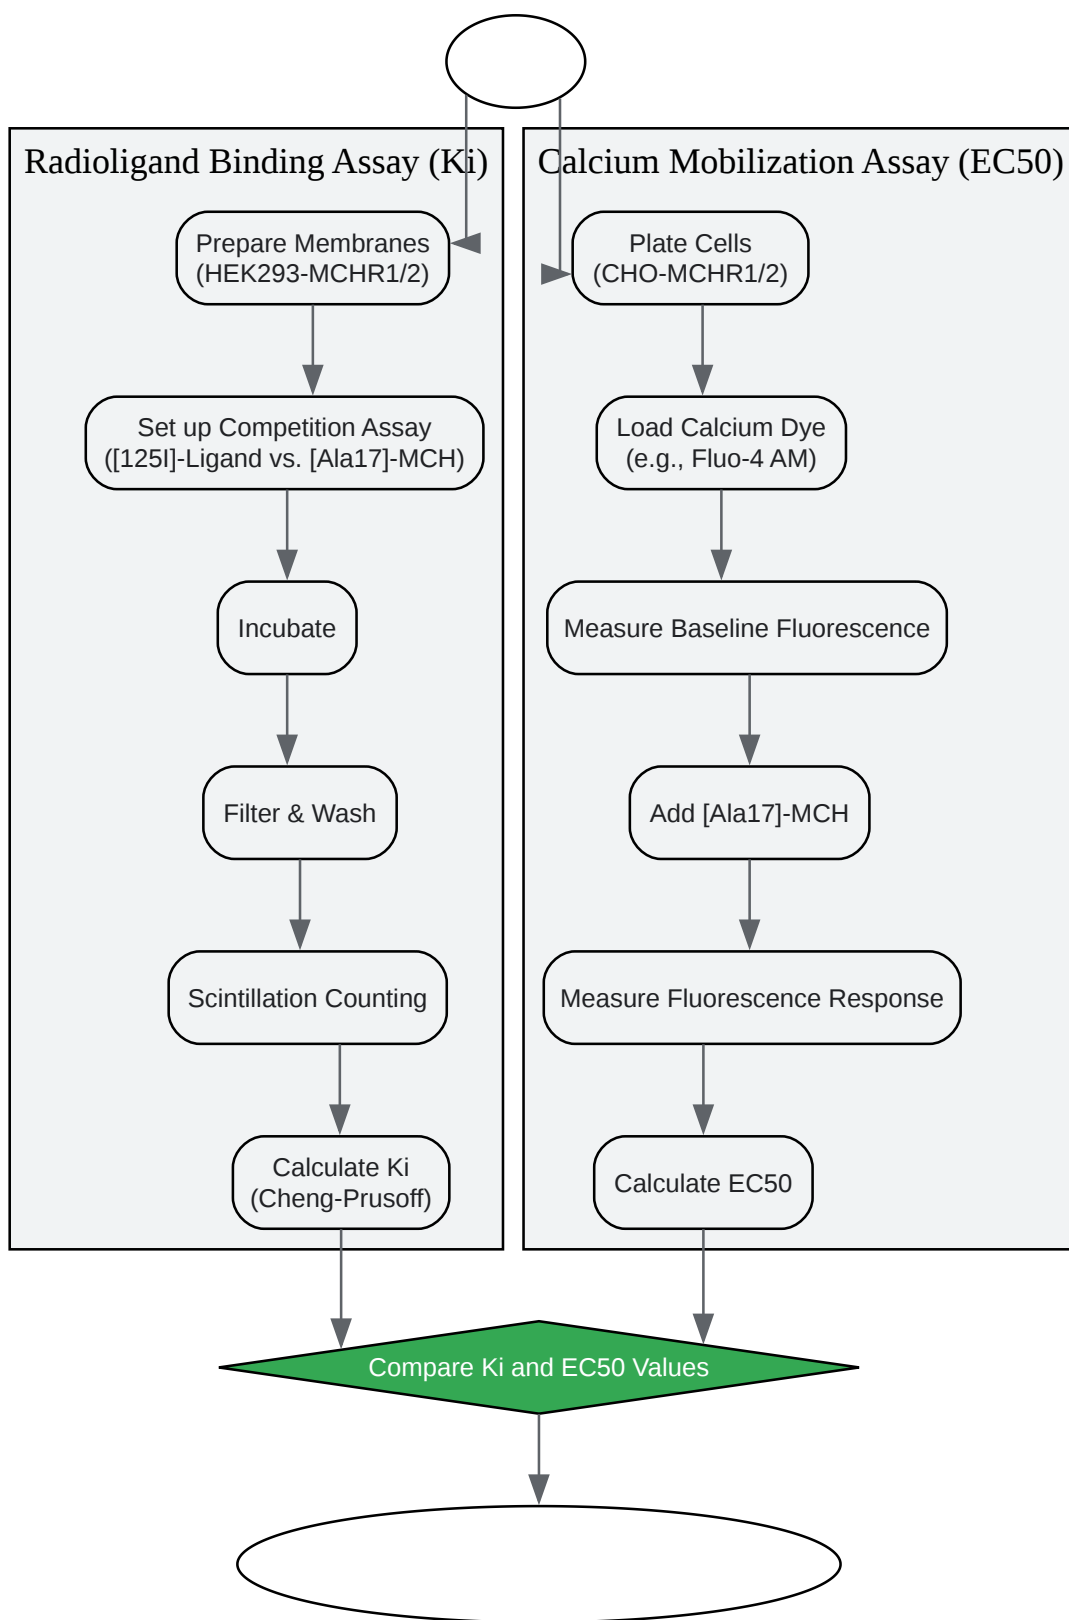 Radioligand Binding Assay (Ki)
Prepare Membranes
(HEK293-MCHR1/2)
Set up Competition Assay
([125I]-Ligand vs. [Ala17]-MCH)
Incubate
Filter & Wash
Scintillation Counting
Calculate Ki
(Cheng-Prusoff)
Calcium Mobilization Assay (EC50)
Plate Cells
(CHO-MCHR1/2)
Load Calcium Dye
(e.g., Fluo-4 AM)
Measure Baseline Fluorescence
Add [Ala17]-MCH
Measure Fluorescence Response
Calculate EC50
Compare Ki and EC50 Values